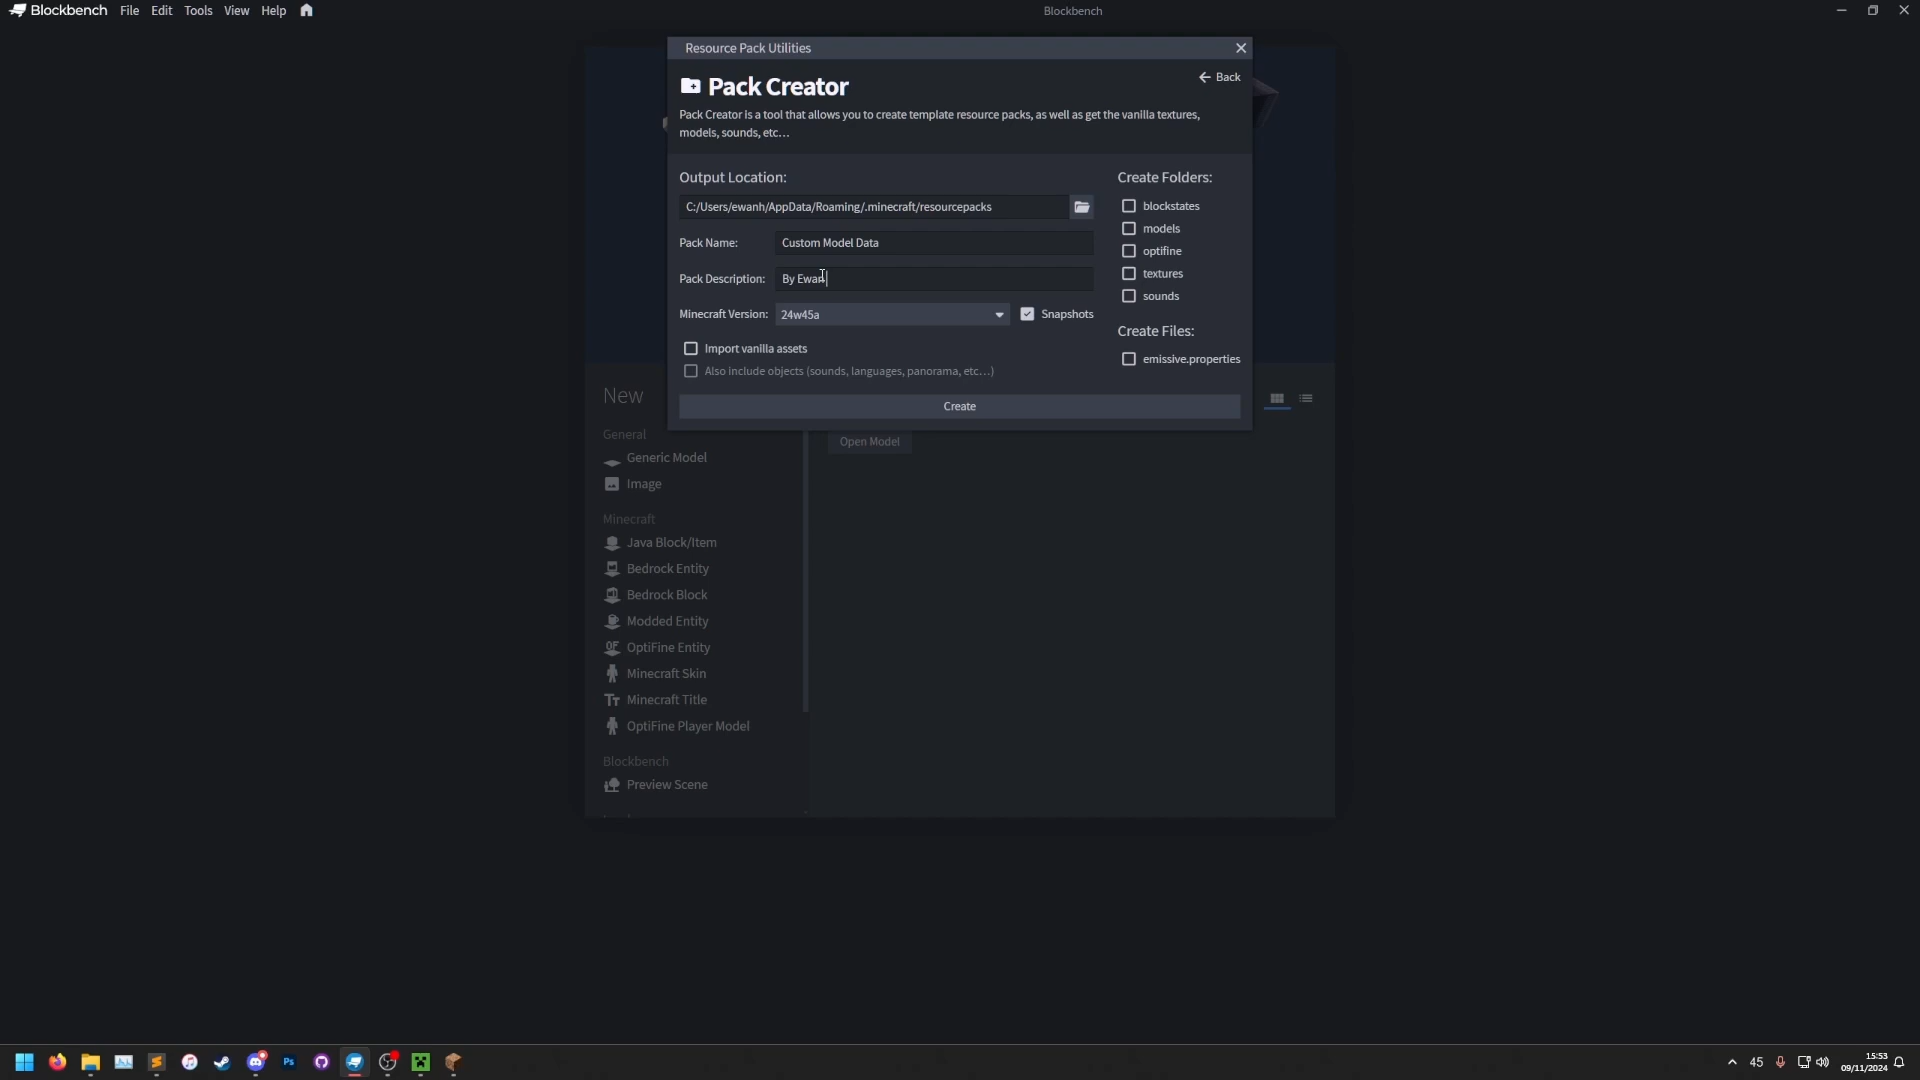 Blockbench File Edit Tools View Help
Blockbench
Resource Pack Utilities
Pack Creator
Back
Pack Creator is a tool that allows you to create template resource packs, as well as get the vanilla textures,
models, sounds, etc…
Output Location:
C:/Users/ewanh/AppData/Roaming/.minecraft/resourcepacks
Pack Name: Custom Model Data
Pack Description: By Ewan
Minecraft Version: 24w45a Snapshots
Import vanilla assets
Also include objects (sounds, languages, panorama, etc…)
Create Folders:
blockstates
models
optifine
textures
sounds
Create Files:
emissive.properties
Create
New
General
Generic Model
Image
Minecraft
Java Block/Item
Bedrock Entity
Bedrock Block
Modded Entity
OF OptiFine Entity
Minecraft Skin
Tт Minecraft Title
OptiFine Player Model
Blockbench
Preview Scene
Open Model
Ps
45
15:53
09/11/2024